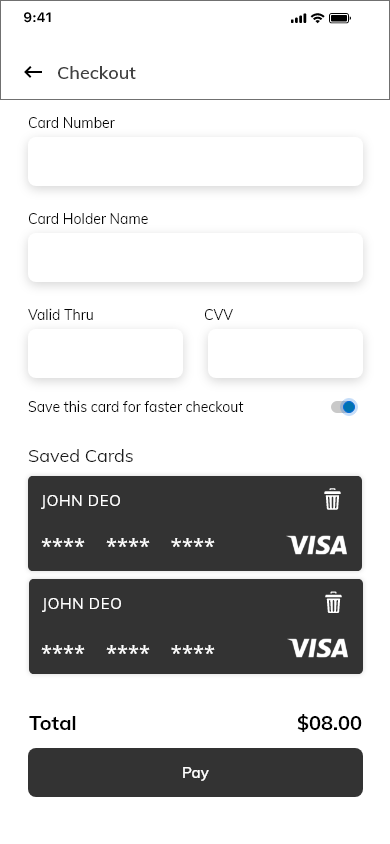 9:41
Checkout
Card Number
Card Holder Name
Valid Thru CVV
Save this card for faster checkout
Saved Cards
JOHN DEO
**** **** **** VISA
JOHN DEO
**** **** **** VISA
Total $08.00
Pay